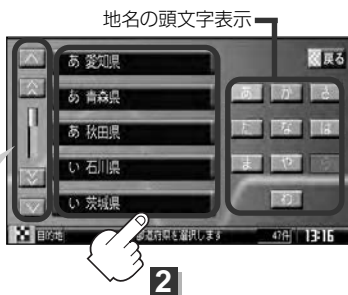 地名の頭文字表示
戻る
あ 愛知県
あ 青森県
あ 秋田県
い 石川県
い 茨城県
あ か さ
た な は
ま や ら
わ
目的地
都道府県を選択します
47件
13:16
2